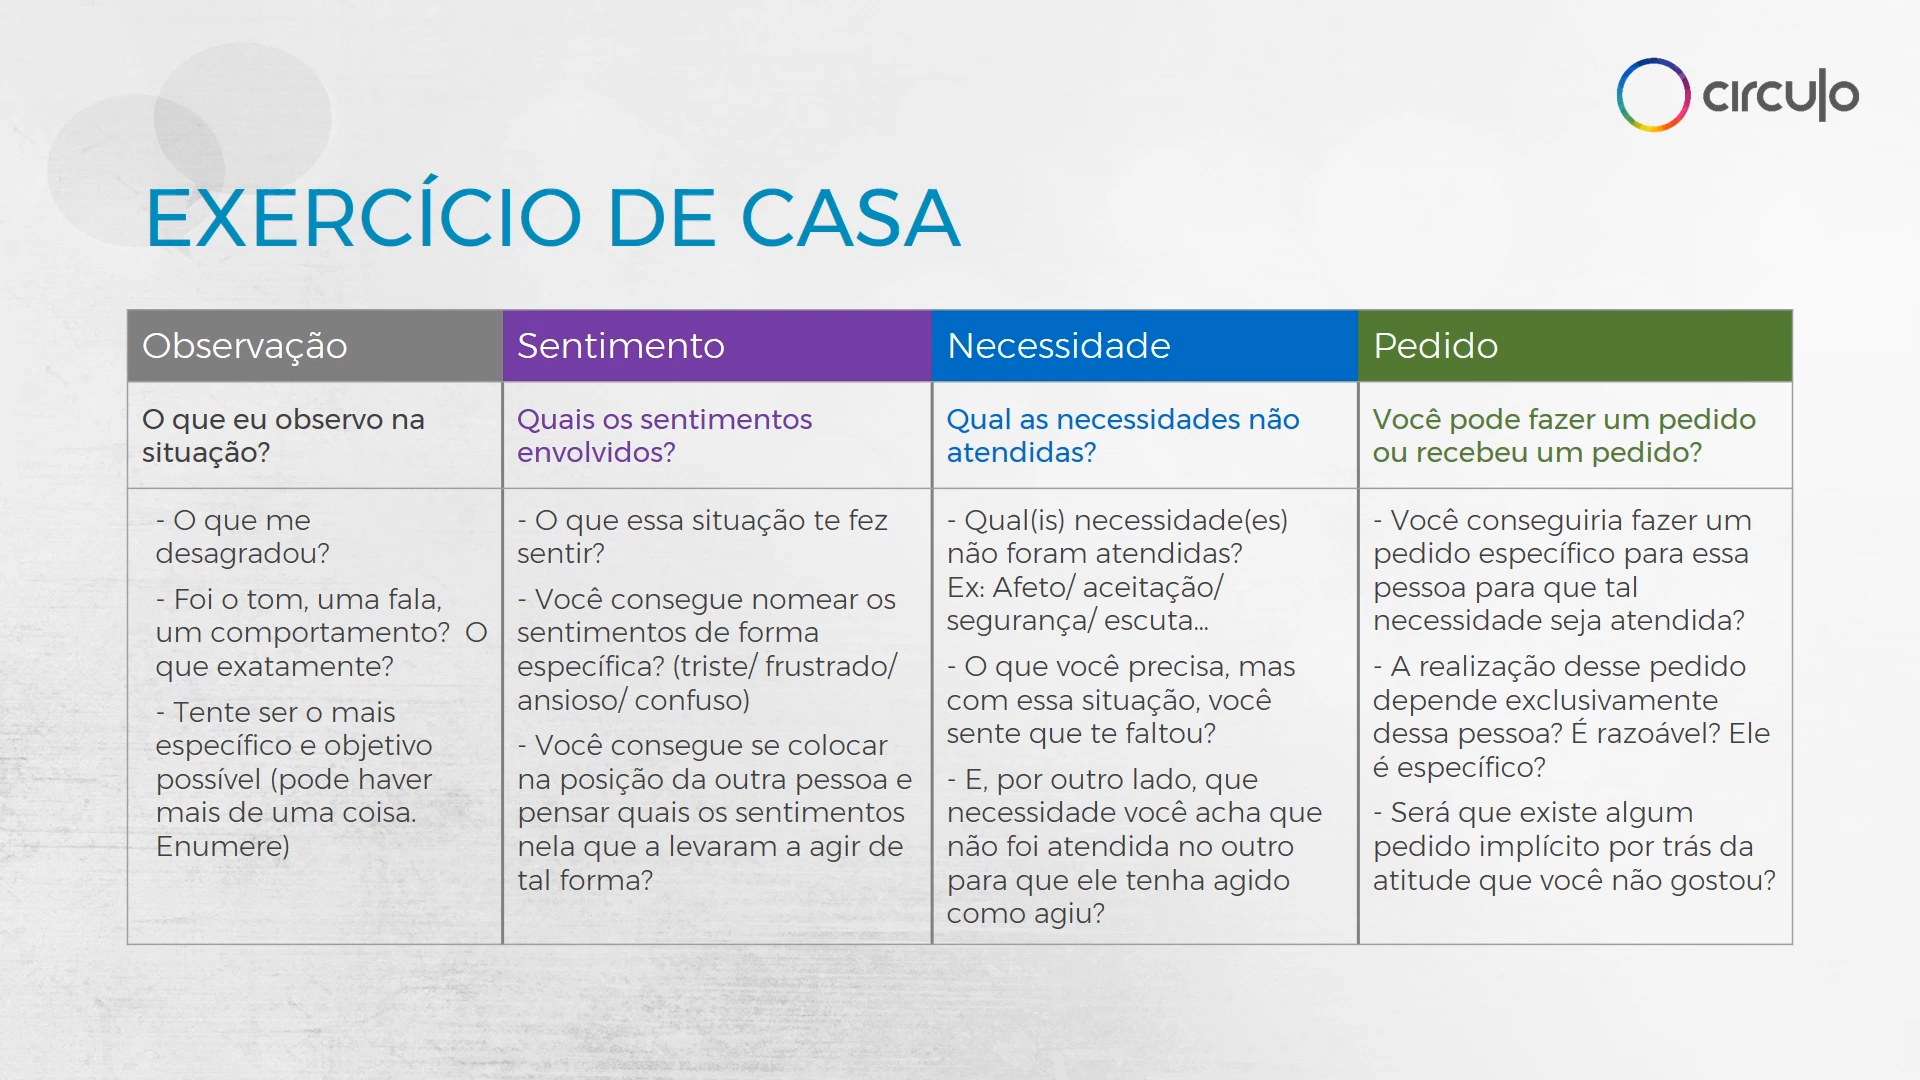 circulo
EXERCÍCIO DE CASA
Observação
Sentimento
Necessidade
Pedido
O que eu observo na
situação?
Quais os sentimentos
envolvidos?
Qual as necessidades não
atendidas?
Você pode fazer um pedido
ou recebeu um pedido?
- O que me
desagradou?
- Foi o tom, uma fala,
um comportamento?  O
que exatamente?
- Tente ser o mais
específico e objetivo
possível (pode haver
mais de uma coisa.
Enumere)
- O que essa situação te fez
sentir?
- Você consegue nomear os
sentimentos de forma
específica? (triste/ frustrado/
ansioso/ confuso)
- Você consegue se colocar
na posição da outra pessoa e
pensar quais os sentimentos
nela que a levaram a agir de
tal forma?
- Qual(is) necessidade(es)
não foram atendidas?
Ex: Afeto/ aceitação/
segurança/ escuta...
- O que você precisa, mas
com essa situação, você
sente que te faltou?
- E, por outro lado, que
necessidade você acha que
não foi atendida no outro
para que ele tenha agido
como agiu?
- Você conseguiria fazer um
pedido específico para essa
pessoa para que tal
necessidade seja atendida?
- A realização desse pedido
depende exclusivamente
dessa pessoa? É razoável? Ele
é específico?
- Será que existe algum
pedido implícito por trás da
atitude que você não gostou?